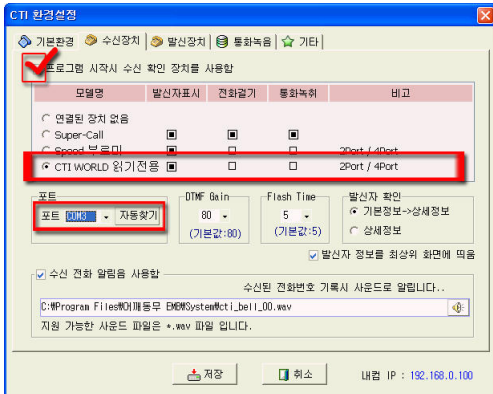 CTI 환경설정
기본환경 수신장치 발신장치 통화녹음 기타
프로그램 시작시 수신 확인 장치를 사용함
모델명 발신자표시 전화걸기 통화녹취 비고
연결된 장치 없음
Super-Call
Speed 부르미 2Port / 4Port
CTI WORLD 읽기전용 2Port / 4Port
포트 DTMF Gain Flash Time 발신자 확인
포트 COM3 자동찾기 80 5 기본정보->상세정보
(기본값:80) (기본값:5) 상세정보
발신자 정보를 최상위 화면에 띄움
수신 전화 알림음 사용함
수신된 전화번호 기록시 사운드로 알립니다..
C:₩Program Files₩어깨동무 EMB₩System₩cti_bell_00.wav
지원 가능한 사운드 파일은 *.wav 파일 입니다.
저장 취소 내컴 IP : 192.168.0.100